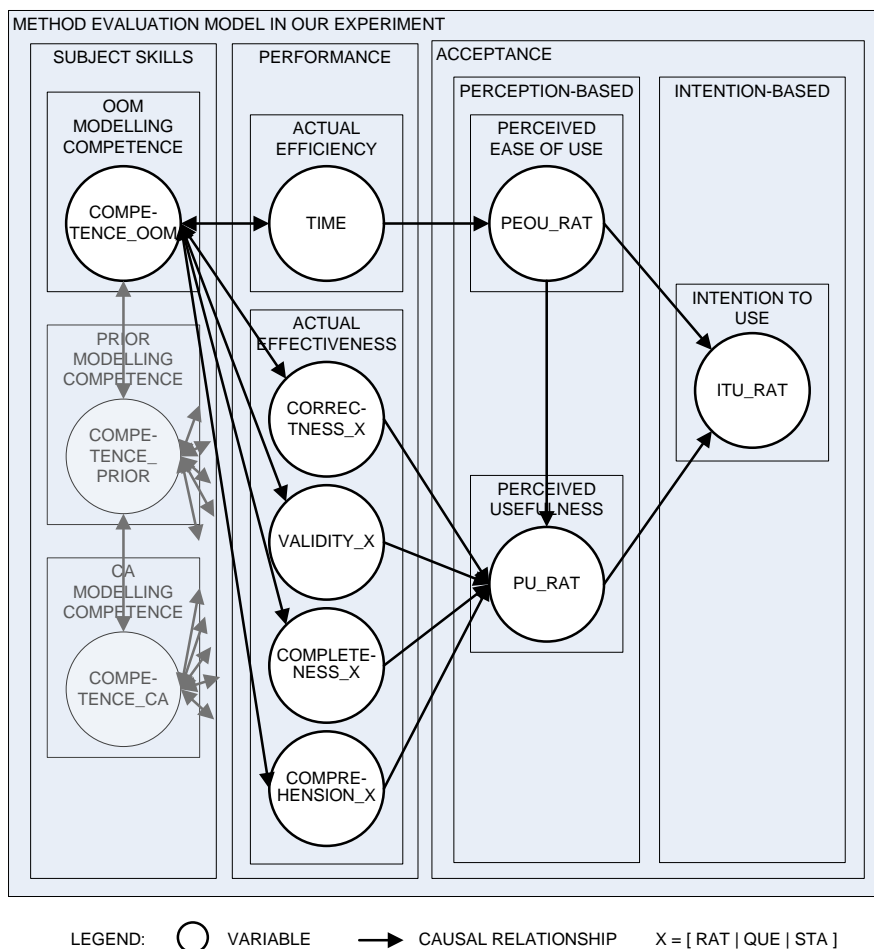 METHOD EVALUATION MODEL IN OUR EXPERIMENT
SUBJECT SKILLS
OOM
MODELLING
COMPETENCE
COMPE-
TENCE_OOM
PRIOR
MODELLING
COMPETENCE
COMPE-
TENCE_
PRIOR
CA
MODELLING
COMPETENCE
COMPE-
TENCE_CA
PERFORMANCE
ACTUAL
EFFICIENCY
TIME
ACTUAL
EFFECTIVENESS
CORREC-
TNESS_X
VALIDITY_X
COMPLETE-
NESS_X
COMPRE-
HENSION_X
ACCEPTANCE
PERCEPTION-BASED
PERCEIVED
EASE OF USE
PEOU_RAT
PERCEIVED
USEFULNESS
PU_RAT
INTENTION-BASED
INTENTION TO
USE
ITU_RAT
LEGEND: VARIABLE CAUSAL RELATIONSHIP X = [ RAT | QUE | STA ]